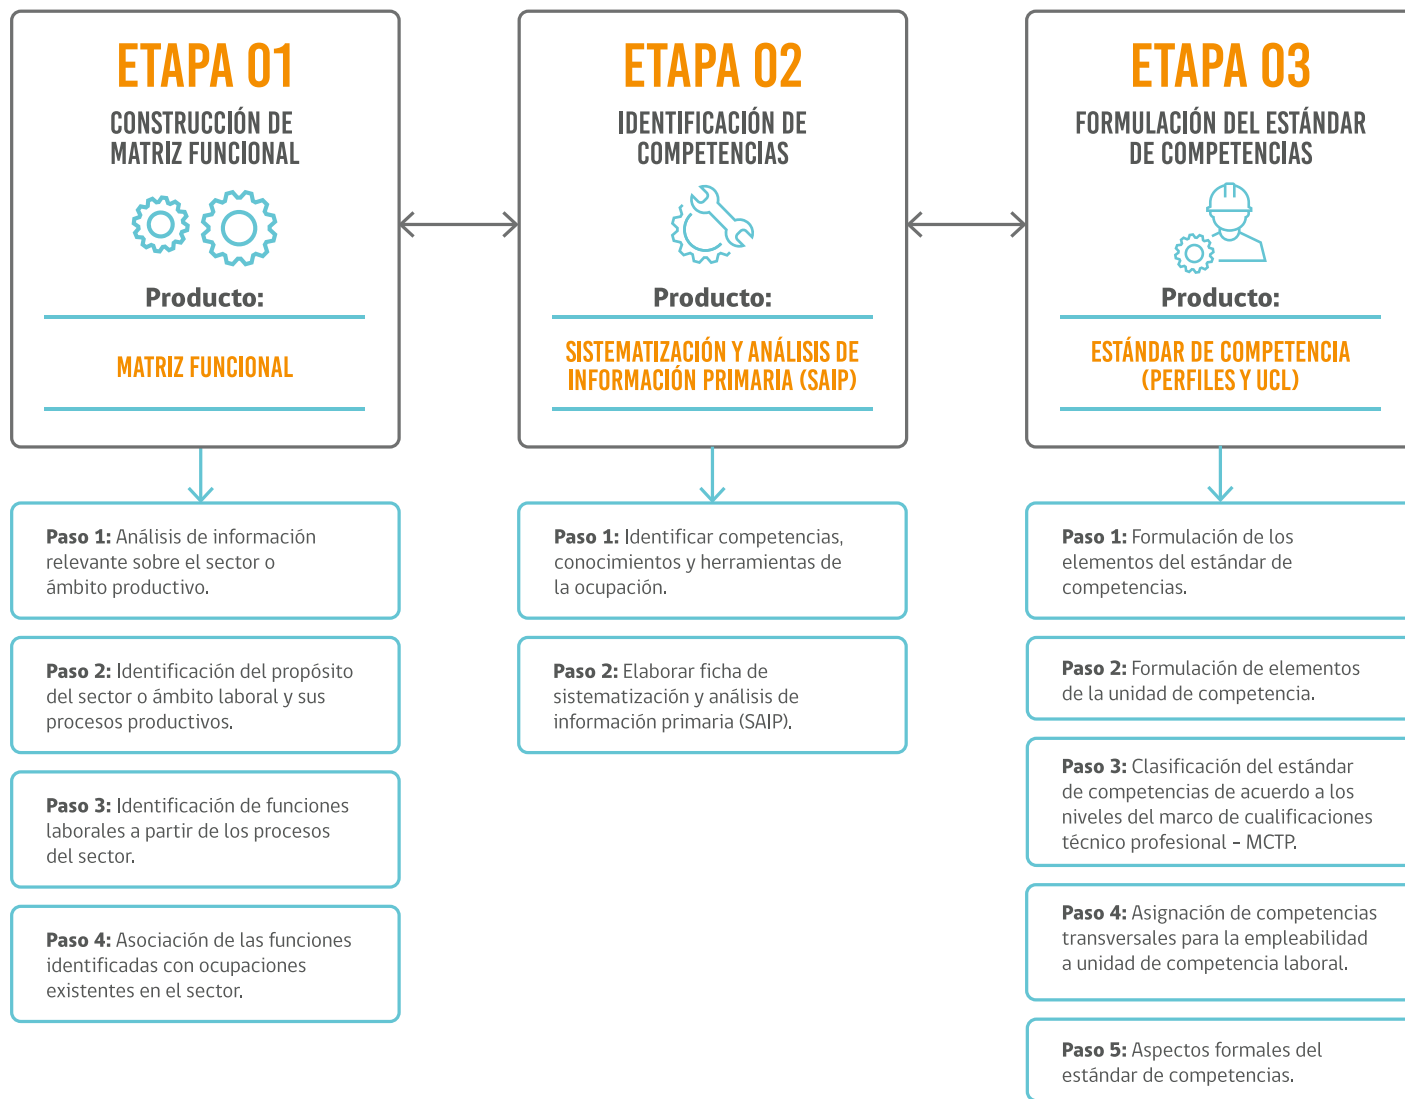 ETAPA 01
CONSTRUCCIÓN DE
MATRIZ FUNCIONAL
Producto:
MATRIZ FUNCIONAL
Paso 1: Análisis de información
relevante sobre el sector o
ámbito productivo.
Paso 2: Identificación del propósito
del sector o ámbito laboral y sus
procesos productivos.
Paso 3: Identificación de funciones
laborales a partir de los procesos
del sector.
Paso 4: Asociación de las funciones
identificadas con ocupaciones
existentes en el sector.
ETAPA 02
IDENTIFICACIÓN DE
COMPETENCIAS
Producto:
SISTEMATIZACIÓN Y ANÁLISIS DE
INFORMACIÓN PRIMARIA (SAIP)
Paso 1: Identificar competencias,
conocimientos y herramientas de
la ocupación.
Paso 2: Elaborar ficha de
sistematización y análisis de
información primaria (SAIP).
ETAPA 03
FORMULACIÓN DEL ESTÁNDAR
DE COMPETENCIAS
Producto:
ESTÁNDAR DE COMPETENCIA
(PERFILES Y UCL)
Paso 1: Formulación de los
elementos del estándar de
competencias.
Paso 2: Formulación de elementos
de la unidad de competencia.
Paso 3: Clasificación del estándar
de competencias de acuerdo a los
niveles del marco de cualificaciones
técnico profesional – MCTP.
Paso 4: Asignación de competencias
transversales para la empleabilidad
a unidad de competencia laboral.
Paso 5: Aspectos formales del
estándar de competencias.